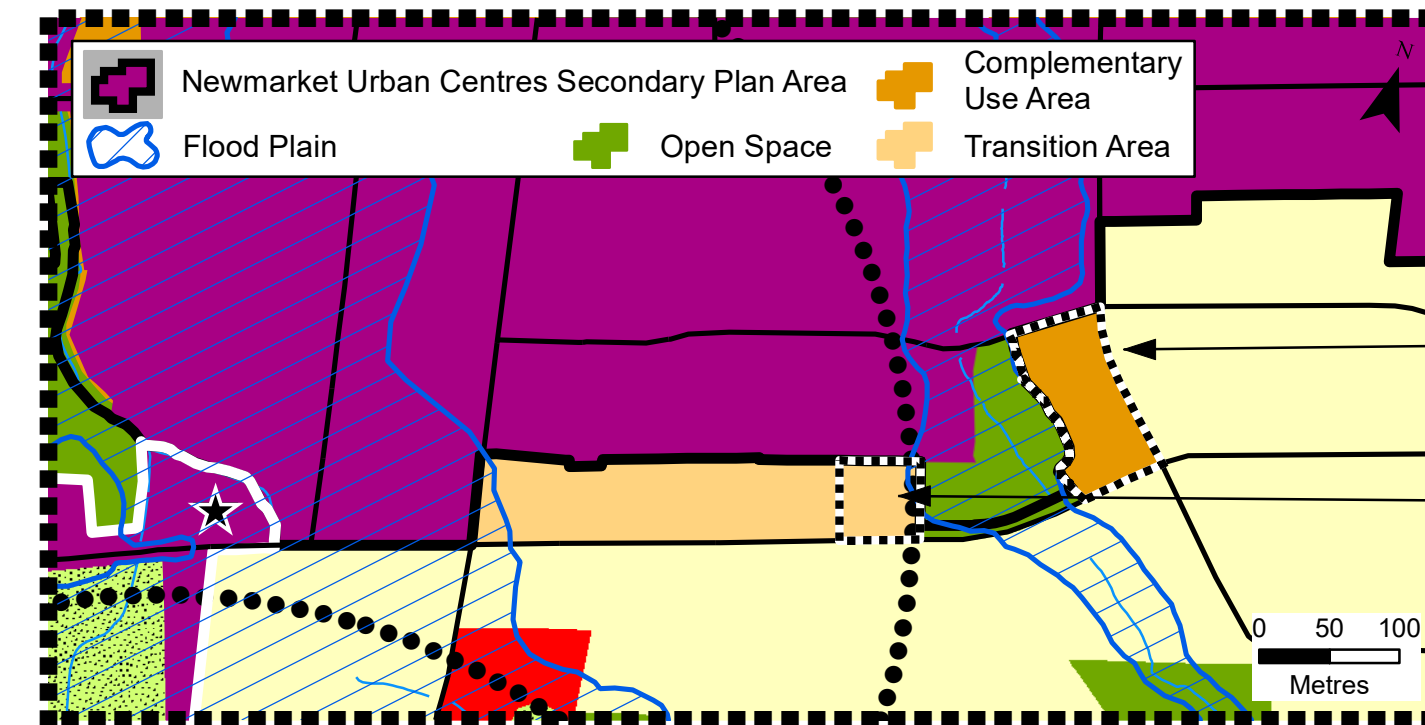 Newmarket Urban Centres Secondary Plan Area
Complementary
Use Area
Flood Plain
Open Space
Transition Area
N
0 50 100
Metres